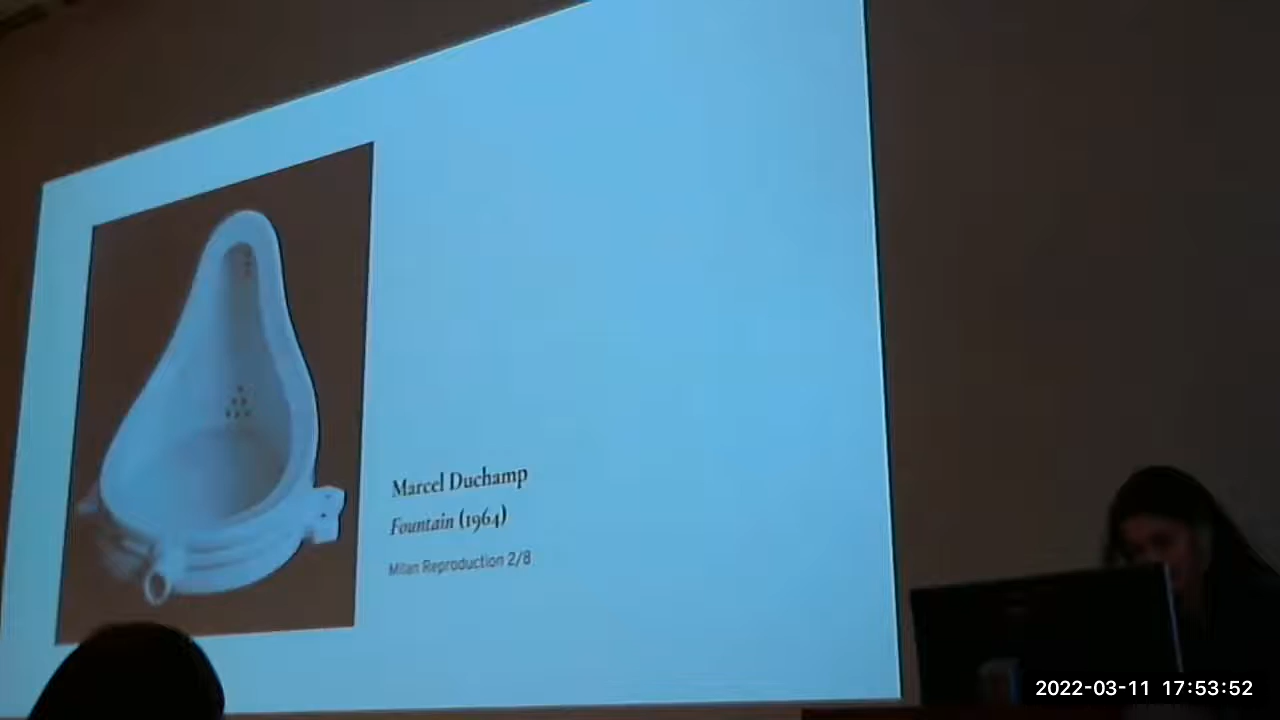 Marcel Duchamp
Fountain (1964)
Milan Reproduction 2/8
2022-03-11 17:53:52